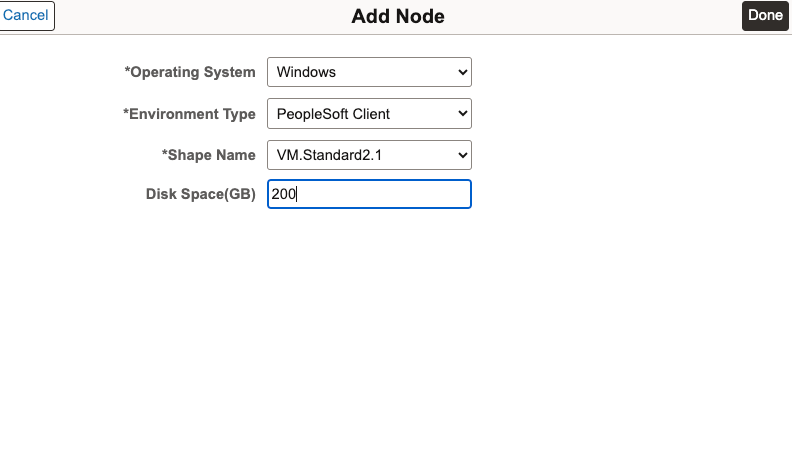 Cancel Add Node Done
*Operating System Windows
*Environment Type PeopleSoft Client
*Shape Name VM.Standard2.1
Disk Space(GB) 200